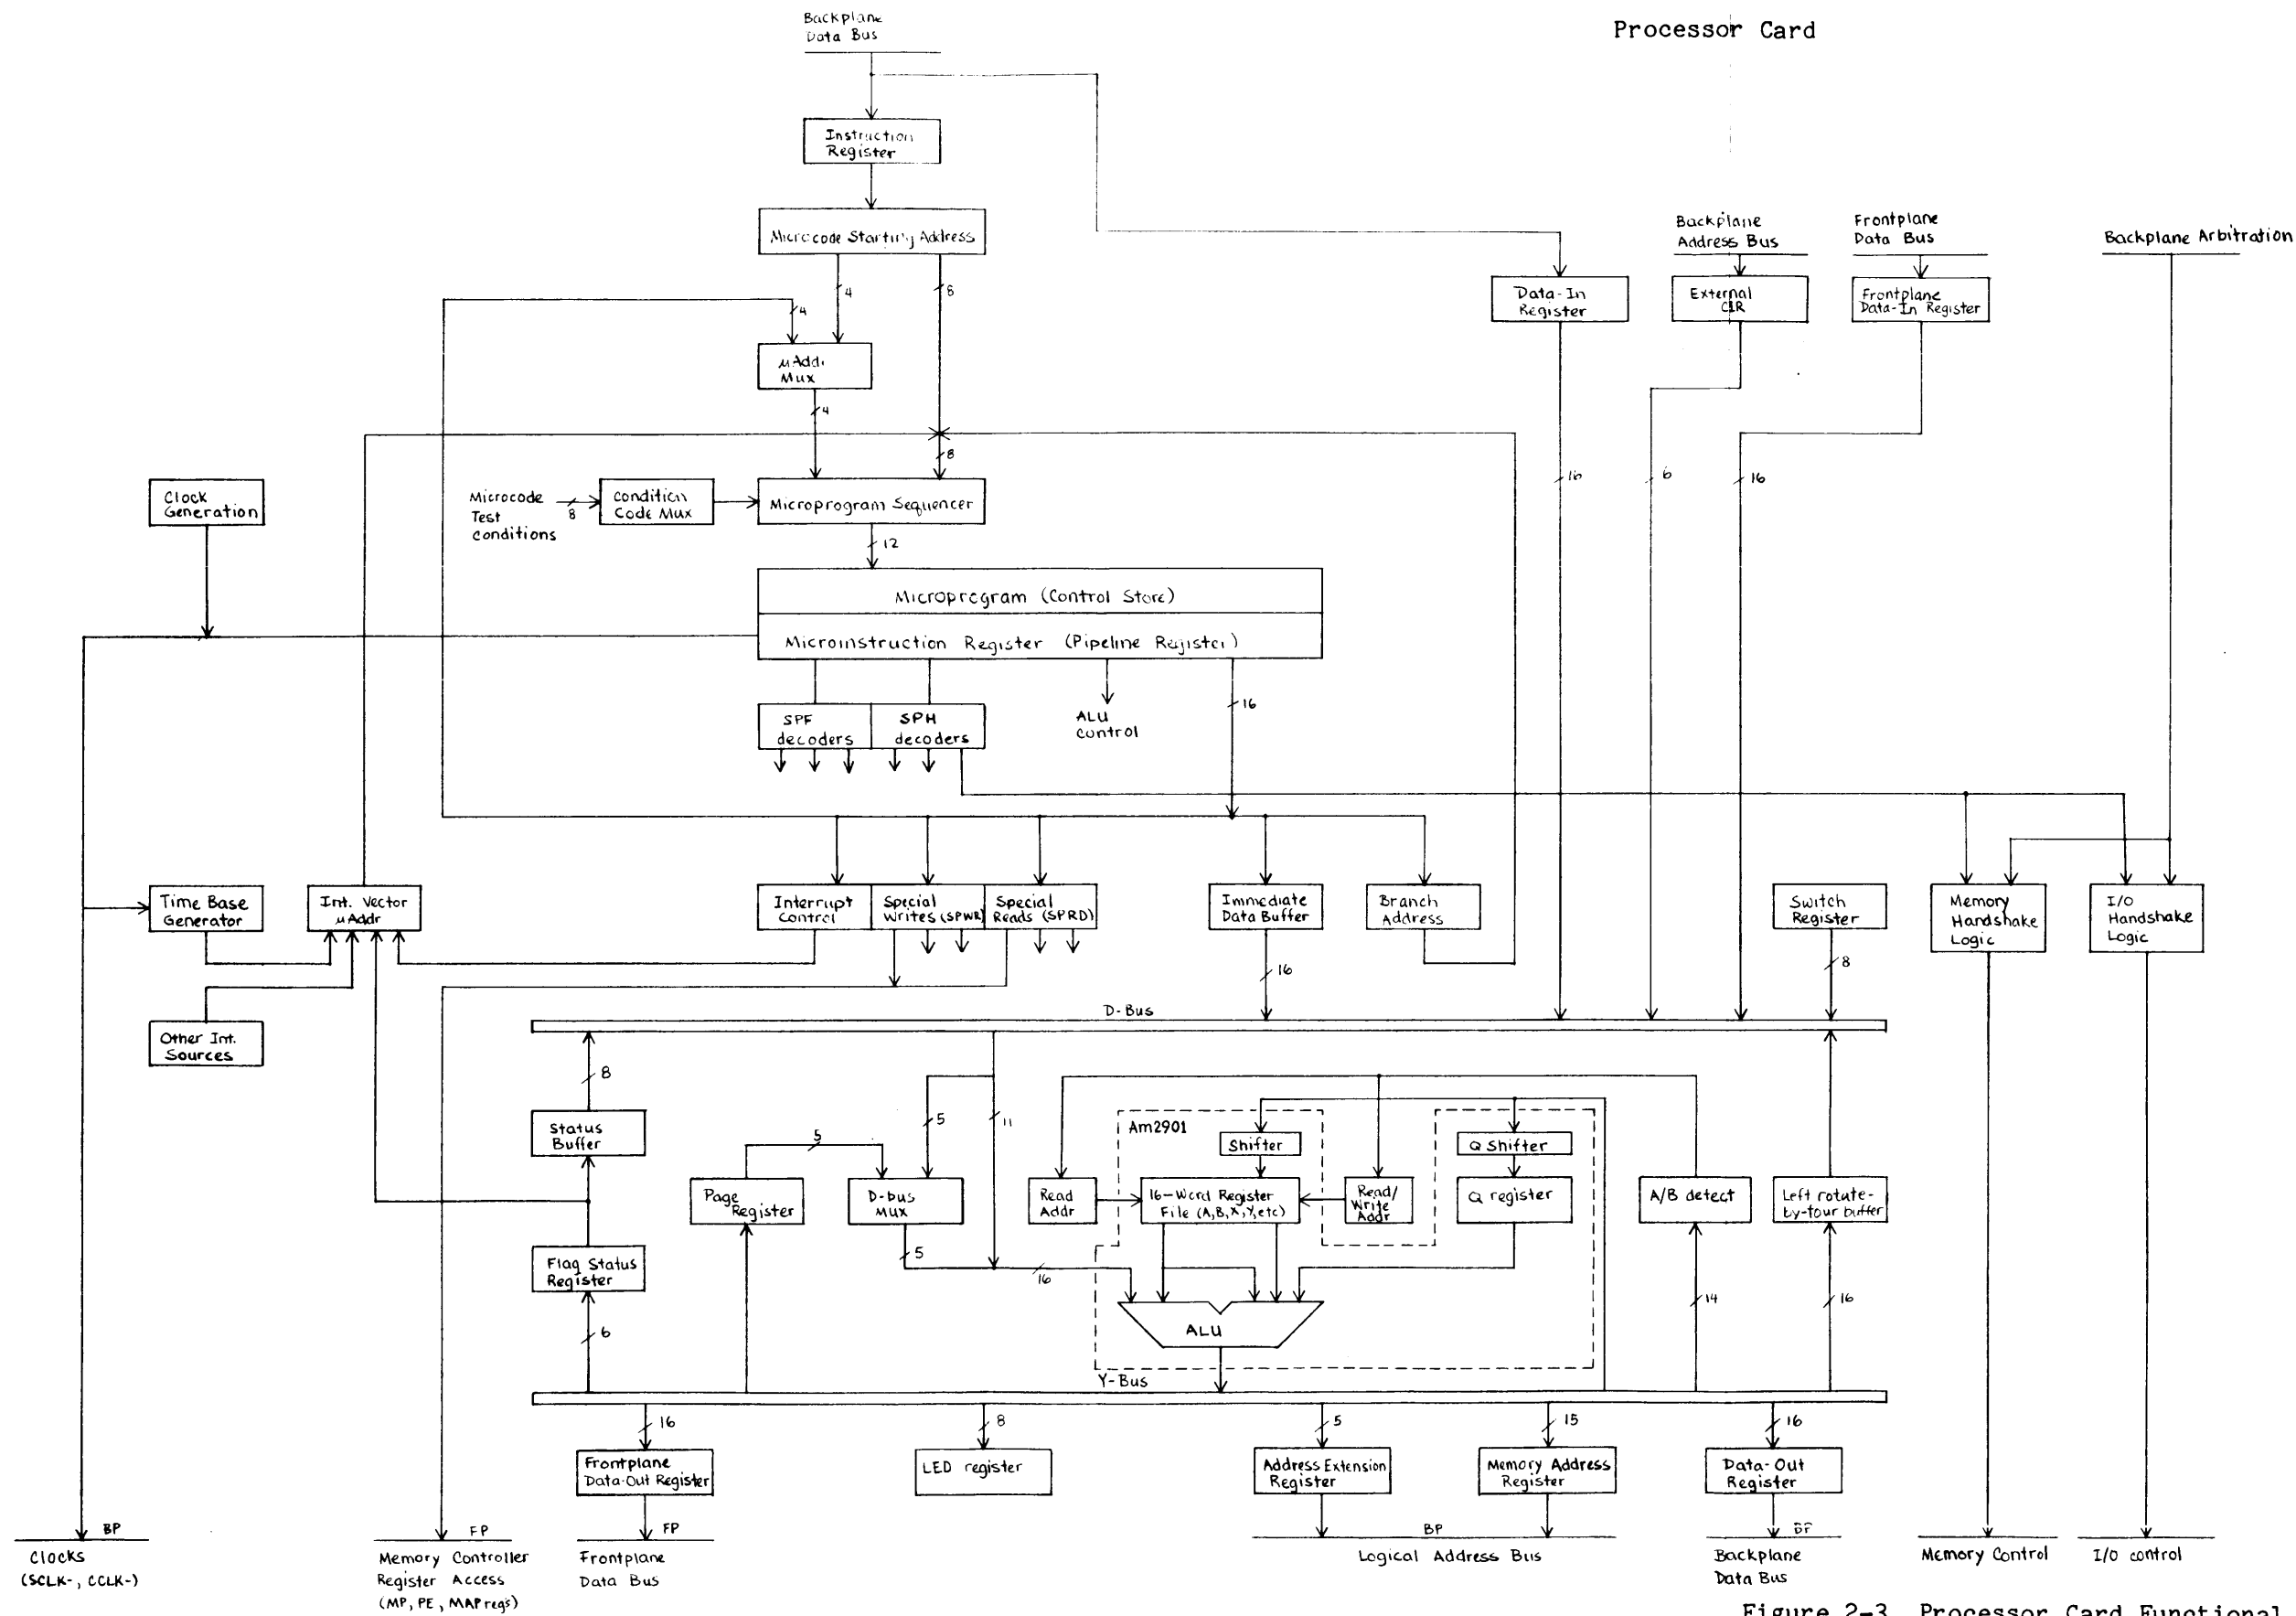 Backplane
Data Bus
Processor Card
Instruction
Register
Microcode Starting Address
4
8
4
Backplane
Address Bus
Frontplane
Data Bus
Backplane Arbitration
Data-In
Register
External
CIR
Frontplane
Data-In Register
μAddr
Mux
4
8
Clock
Generation
Microcode
Test
Conditions
8
Condition
Code Mux
Microprogram Sequencer
16
6
16
12
Microprogram (Control Store)
Microinstruction Register (Pipeline Register)
SPF
decoders
SPH
decoders
ALU
control
16
Time Base
Generator
Int. Vector
μAddr
Interrupt
Control
Special
Writes (SPWR)
Special
Reads (SPRD)
Immediate
Data Buffer
Branch
Address
Switch
Register
Memory
Handshake
Logic
I/O
Handshake
Logic
16
8
D-Bus
Other Int.
Sources
8
5
11
Status
Buffer
5
Am2901
Shifter
Q Shifter
Page
Register
D-bus
MUX
Read
Addr
16-Word Register
File (A,B,X,Y,etc)
Read/
Write
Addr
Q register
A/B detect
Left rotate-
by-four buffer
5
16
Flag Status
Register
14
16
6
ALU
Y-Bus
16
8
5
15
16
Frontplane
Data-Out Register
LED register
Address Extension
Register
Memory Address
Register
Data-Out
Register
BP
FP
FP
BP
BP
Clocks
(SCLK-, CCLK-)
Memory Controller
Register Access
(MP, PE, MAP regs)
Frontplane
Data Bus
Logical Address Bus
Backplane
Data Bus
Memory Control
I/O control
Figure 2-3. Processor Card Functional